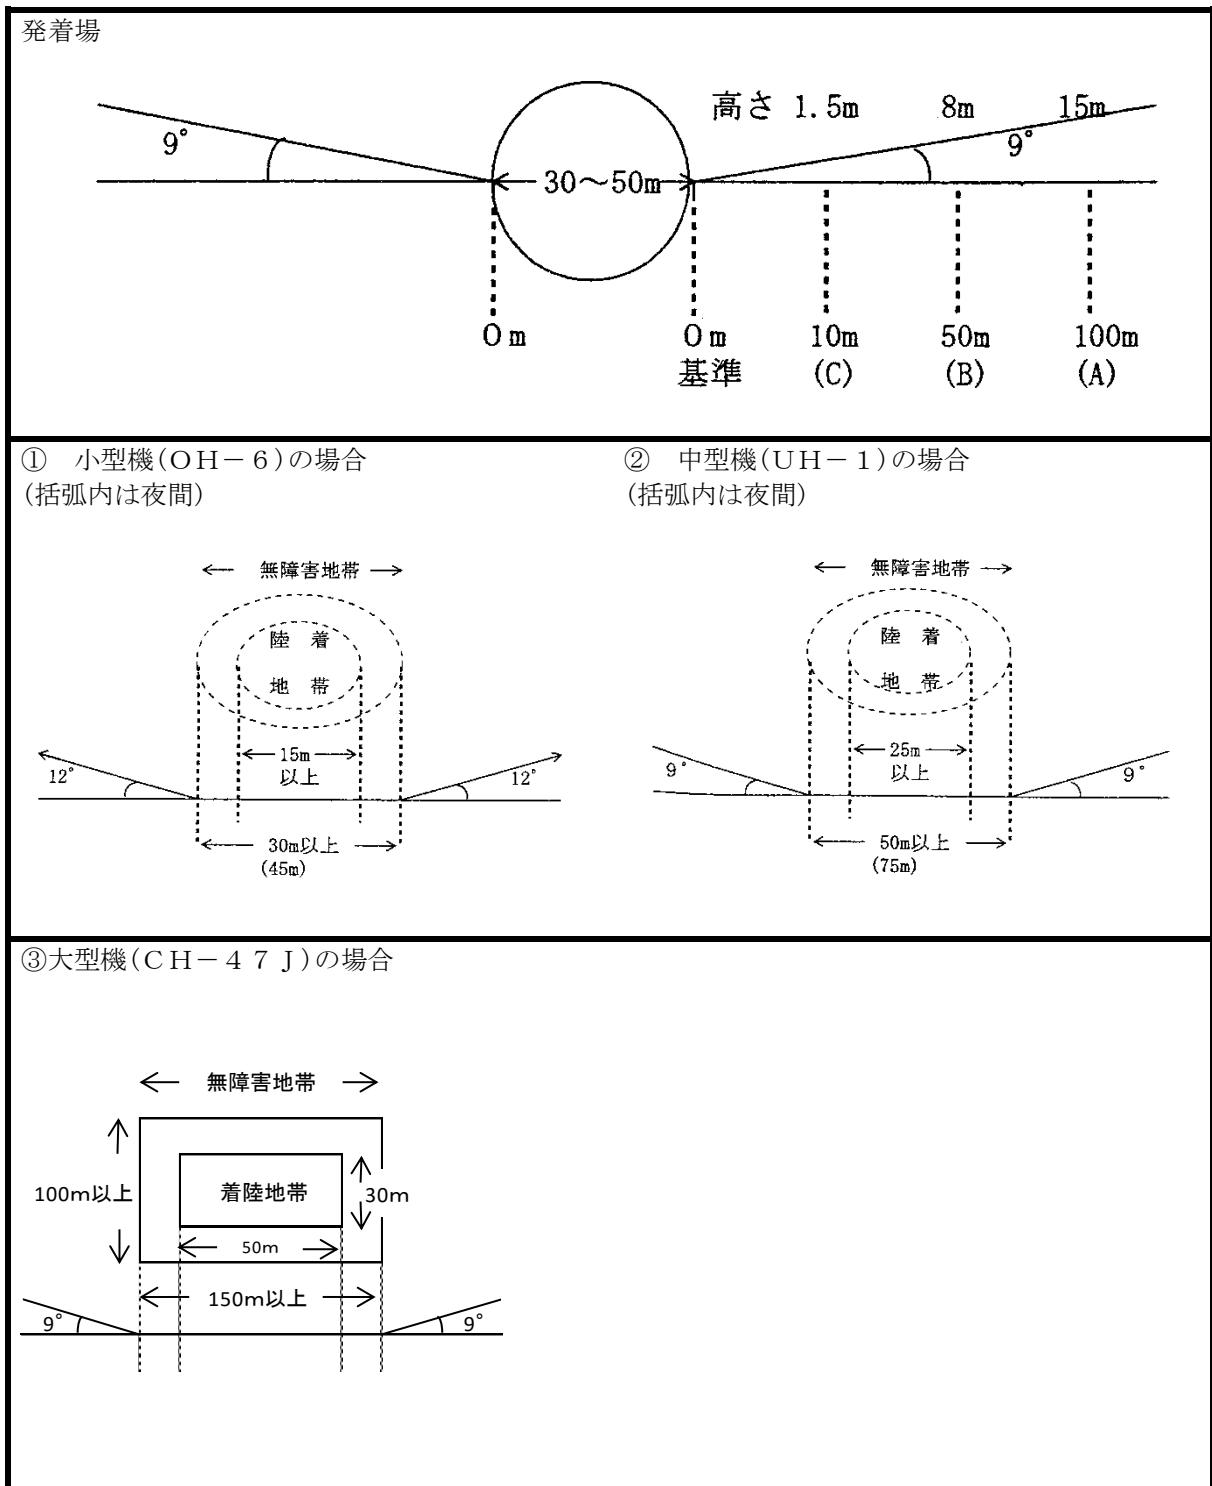 発着場
高さ 1.5m 8m 15m
9° 9°
30～50m
0m 0m 10m 50m 100m
基準 (C) (B) (A)
① 小型機(OH－6)の場合
(括弧内は夜間)
無障害地帯
陸 着
地 帯
15m
以上
12° 12°
30m以上
(45m)
② 中型機(UH－1)の場合
(括弧内は夜間)
無障害地帯
陸 着
地 帯
25m
以上
9° 9°
50m以上
(75m)
③大型機(CH－47J)の場合
無障害地帯
100m以上 着陸地帯 30m
50m
150m以上
9° 9°